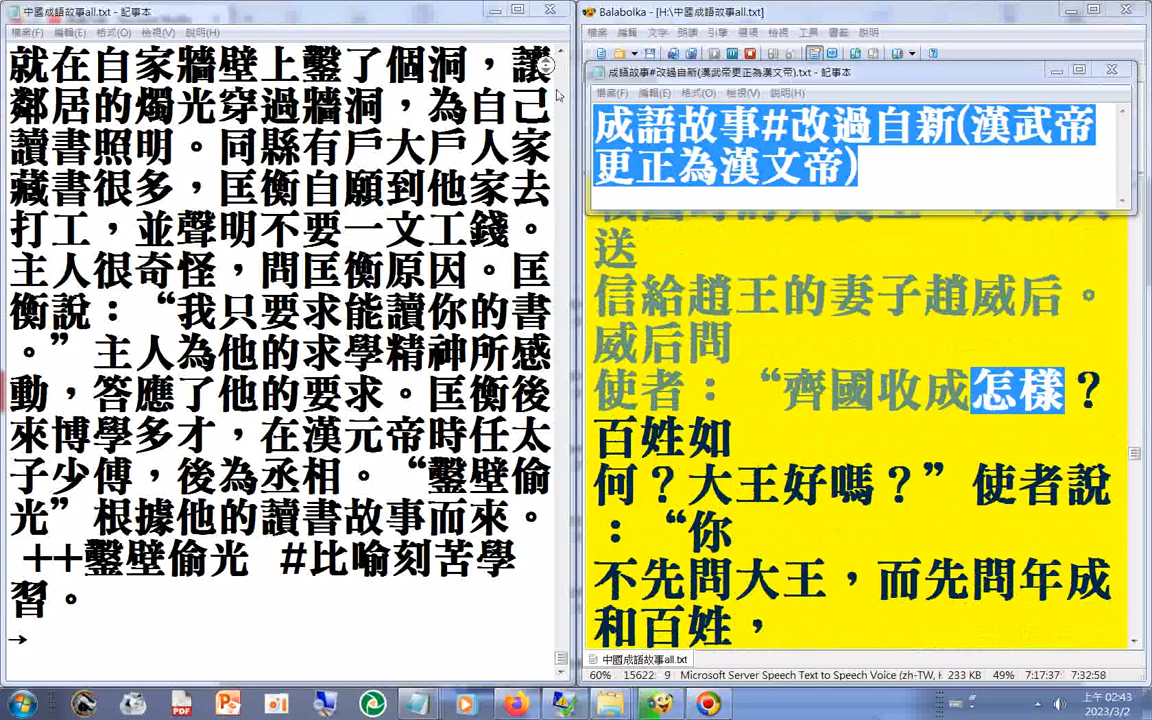 中國成語故事all.txt - 記事本
檔案(F) 編輯(E) 格式(O) 檢視(V) 說明(H)
就在自家牆壁上鑿了個洞，讓
鄰居的燭光穿過牆洞，為自己
讀書照明。同縣有戶大戶人家
藏書很多，匡衡自願到他家去
打工，並聲明不要一文工錢。
主人很奇怪，問匡衡原因。匡
衡說：“我只要求能讀你的書
。”主人為他的求學精神所感
動，答應了他的要求。匡衡後
來博學多才，在漢元帝時任太
子少傅，後為丞相。“鑿壁偷
光”根據他的讀書故事而來。
++鑿壁偷光 #比喻刻苦學
習。
→
Balabolka - [H:\中國成語故事all.txt]
檔案 編輯 文字 朗讀 引擎 選項 檢視 工具 書籤 說明
成語故事#改過自新(漢武帝更正為漢文帝).txt - 記事本
檔案(F) 編輯(E) 格式(O) 檢視(V) 說明(H)
成語故事#改過自新(漢武帝
更正為漢文帝)
送
信給趙王的妻子趙威后。
威后問
使者：“齊國收成怎樣？
百姓如
何？大王好嗎？”使者說
：“你
不先問大王，而先問年成
和百姓，
中國成語故事all.txt
60% 15622: 9 Microsoft Server Speech Text to Speech Voice (zh-TW, H 233 KB 49% 7:17:37 7:32:58
上午 02:43
2023/3/2